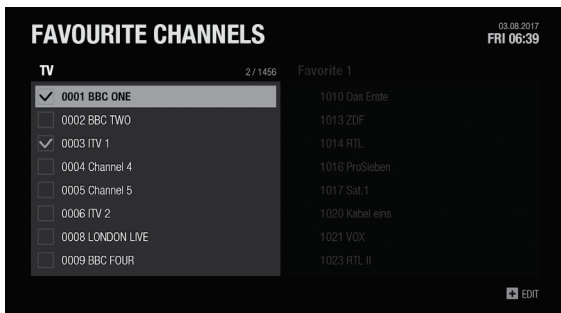 FAVOURITE CHANNELS
03.08.2017
FRI 06:39
TV 2 / 1456
0001 BBC ONE
0002 BBC TWO
0003 ITV 1
0004 Channel 4
0005 Channel 5
0006 ITV 2
0008 LONDON LIVE
0009 BBC FOUR
Favorite 1
1010 Das Erste
1013 ZDF
1014 RTL
1016 ProSieben
1017 Sat.1
1020 Kabel eins
1021 VOX
1023 RTL II
+ EDIT